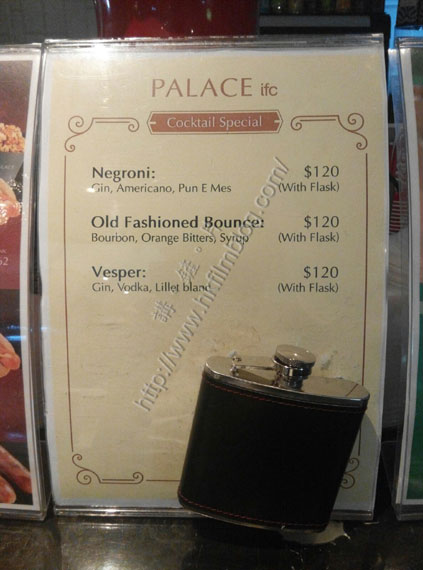 PALACE ifc
Cocktail Special
Negroni: $120
Gin, Americano, Pun E Mes (With Flask)
Old Fashioned Bounce: $120
Bourbon, Orange Bitters, Syrup (With Flask)
Vesper: $120
Gin, Vodka, Lillet blanc (With Flask)
http://www.hkfilmblog.com/